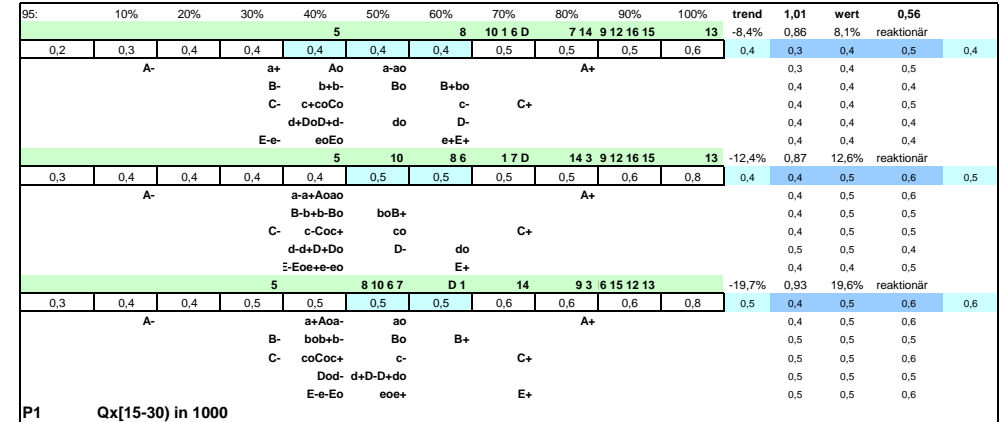 95: 10% 20% 30% 40% 50% 60% 70% 80% 90% 100% trend 1,01 wert 0,56
5 8 10 1 6 D 7 14 9 12 16 15 13 -8,4% 0,86 8,1% reaktionär
0,2 0,3 0,4 0,4 0,4 0,4 0,4 0,5 0,5 0,5 0,6 0,4 0,3 0,4 0,5 0,4
A- a+ Ao a-ao A+ 0,3 0,4 0,5
B- b+b- Bo B+bo 0,4 0,4 0,4
C- c+coCo c- C+ 0,4 0,4 0,5
d+DoD+d- do D- 0,4 0,4 0,4
E-e- eoEo e+E+ 0,4 0,4 0,4
5 10 8 6 1 7 D 14 3 9 12 16 15 13 -12,4% 0,87 12,6% reaktionär
0,3 0,4 0,4 0,4 0,5 0,5 0,5 0,5 0,5 0,6 0,8 0,4 0,4 0,5 0,6 0,5
A- a-a+Aoao A+ 0,4 0,5 0,6
B-b+b-Bo boB+ 0,4 0,5 0,5
C- c-Coc+ co C+ 0,4 0,5 0,5
d-d+D+Do D- do 0,5 0,5 0,4
E-Eoe+e-eo E+ 0,4 0,4 0,5
5 8 10 6 7 D 1 14 9 3 6 15 12 13 -19,7% 0,93 19,6% reaktionär
0,3 0,4 0,4 0,5 0,5 0,5 0,5 0,6 0,6 0,6 0,8 0,5 0,4 0,5 0,6 0,6
A- a+Aoa- ao A+ 0,4 0,5 0,6
B- bob+b- Bo B+ 0,5 0,5 0,5
C- coCoc+ c- C+ 0,5 0,5 0,6
Dod- d+D-D+do 0,5 0,5 0,5
E-e-Eo eoe+ E+ 0,5 0,5 0,6
P1 Qx[15-30) in 1000